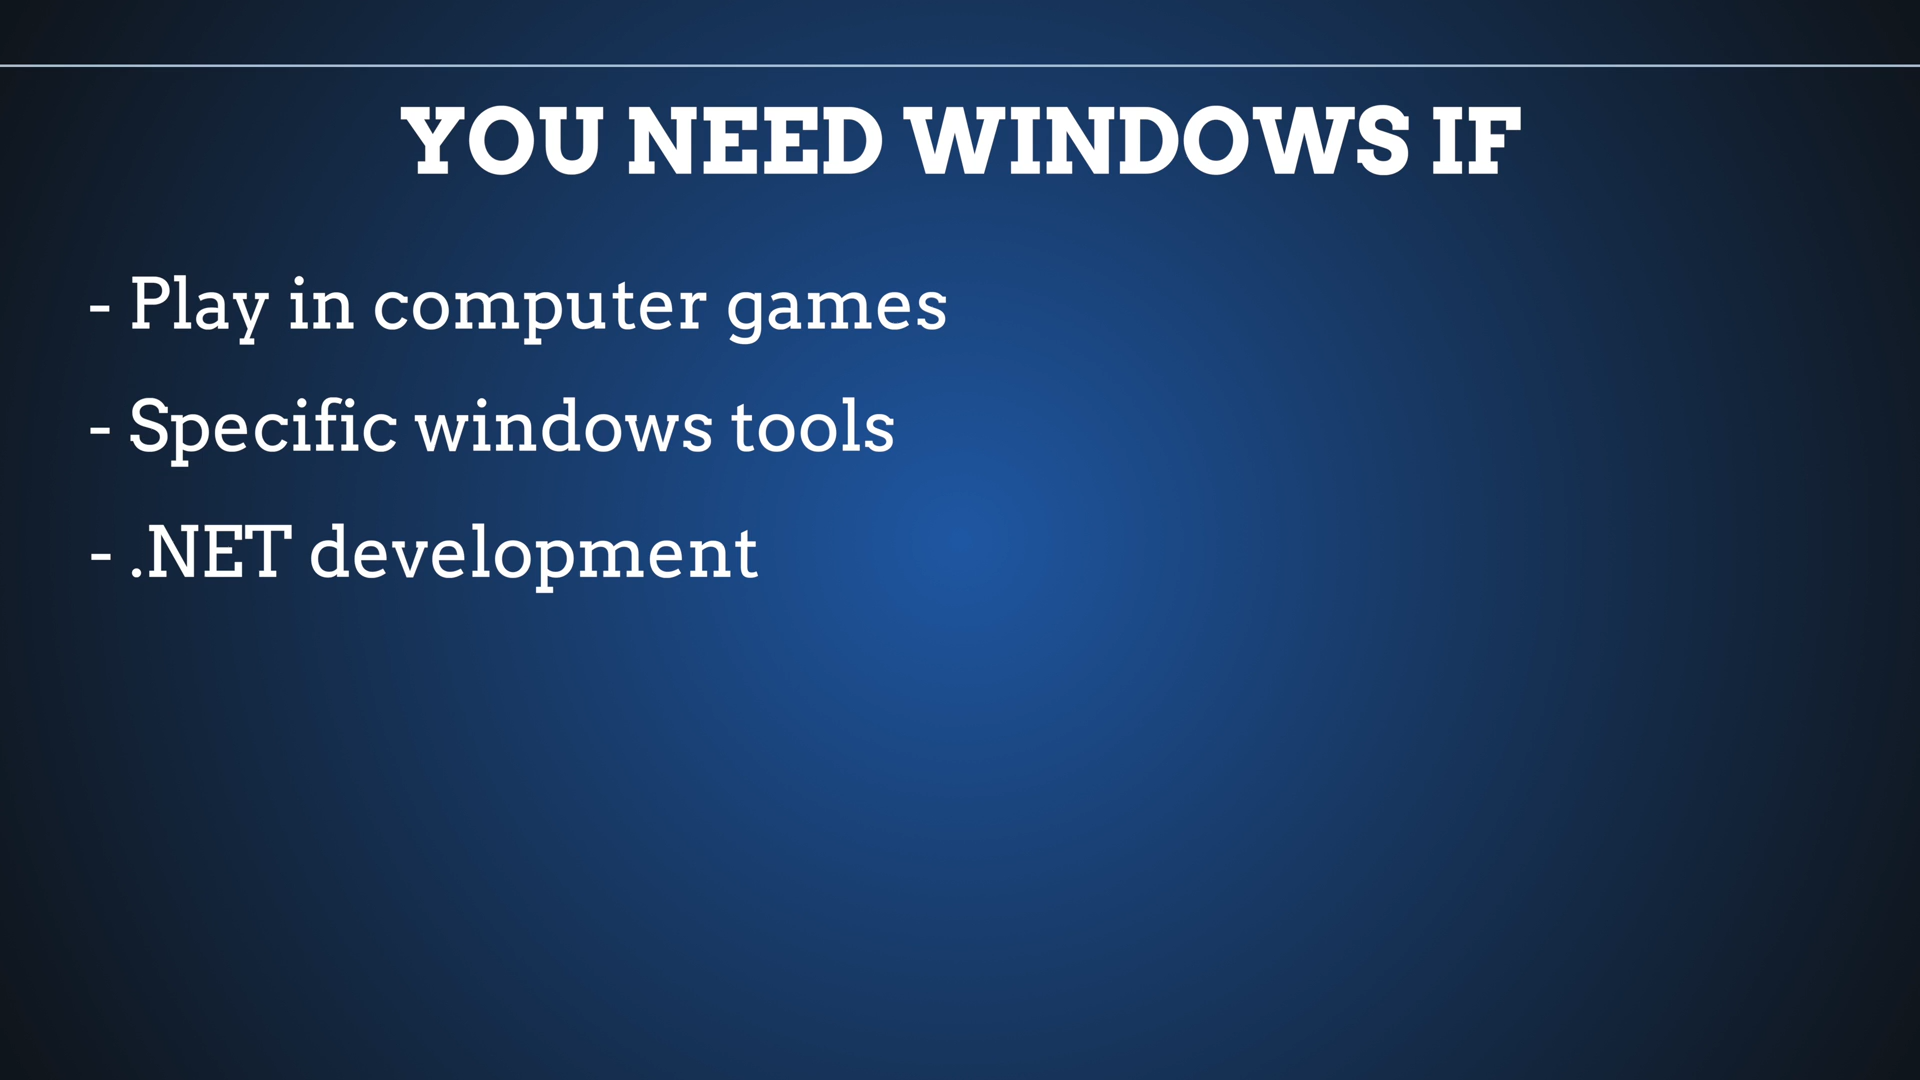 YOU NEED WINDOWS IF
- Play in computer games
- Specific windows tools
- .NET development